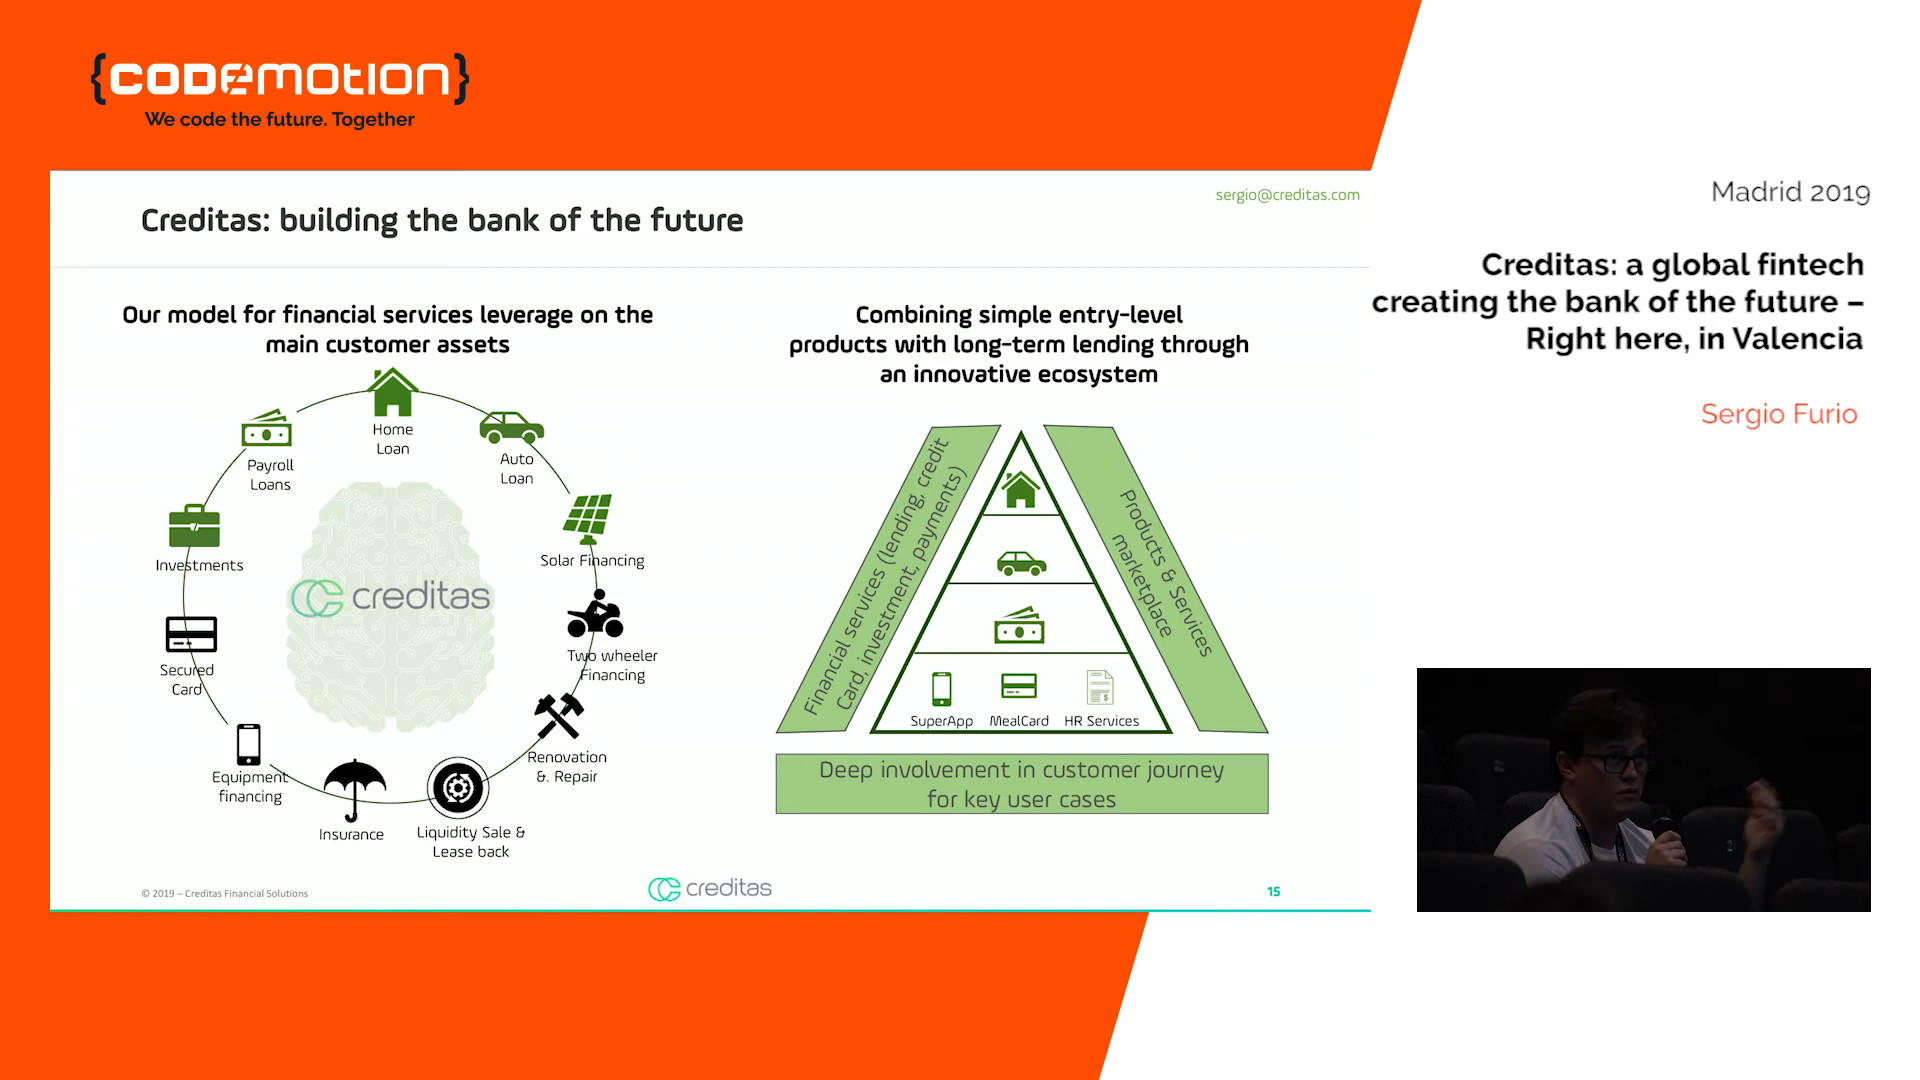 {CODEMOTION}
We code the future. Together
sergio@creditas.com
Creditas: building the bank of the future
Our model for financial services leverage on the
main customer assets
Home
Loan
Auto
Loan
Payroll
Loans
Solar Financing
Investments
creditas
Two wheeler
Financing
Secured
Card
Renovation
&. Repair
Equipment
financing
Insurance
Liquidity Sale &
Lease back
Combining simple entry-level
products with long-term lending through
an innovative ecosystem
Financial services (lending, credit
Card, investment, payments)
Products & Services
marketplace
SuperApp
MealCard
HR Services
Deep involvement in customer journey
for key user cases
© 2019 – Creditas Financial Solutions
creditas
15
Madrid 2019
Creditas: a global fintech
creating the bank of the future –
Right here, in Valencia
Sergio Furio